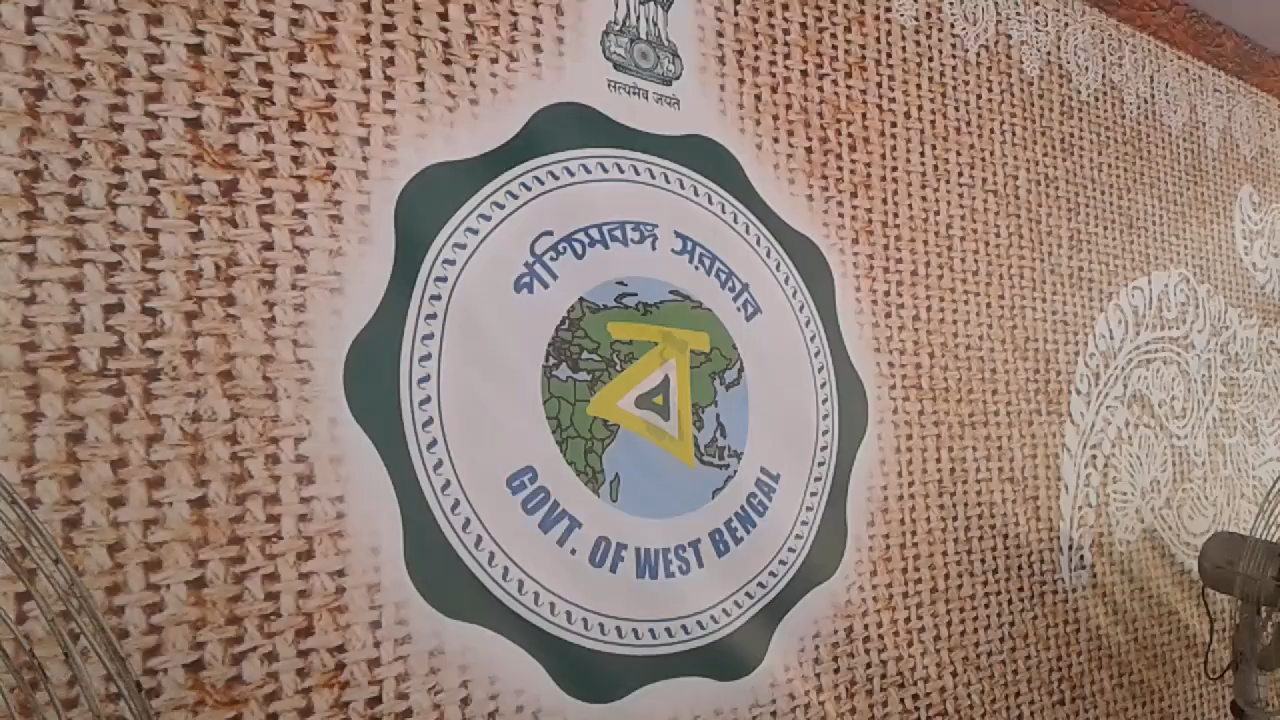 सत्यमेव जयते
পশ্চিমবঙ্গ সরকার
ব
GOVT. OF WEST BENGAL